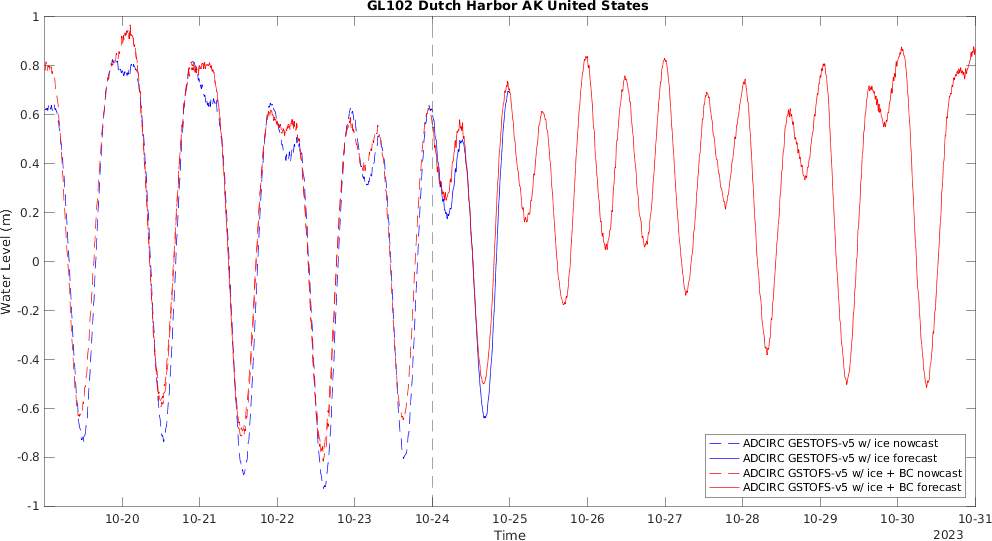 GL102 Dutch Harbor AK United States
1
0.8
0.6
0.4
0.2
0
-0.2
-0.4
-0.6
-0.8
-1
Water Level (m)
ADCIRC GESTOFS-v5 w/ ice nowcast
ADCIRC GESTOFS-v5 w/ ice forecast
ADCIRC GSTOFS-v5 w/ ice + BC nowcast
ADCIRC GSTOFS-v5 w/ ice + BC forecast
10-20 10-21 10-22 10-23 10-24 10-25 10-26 10-27 10-28 10-29 10-30 10-31
Time
2023